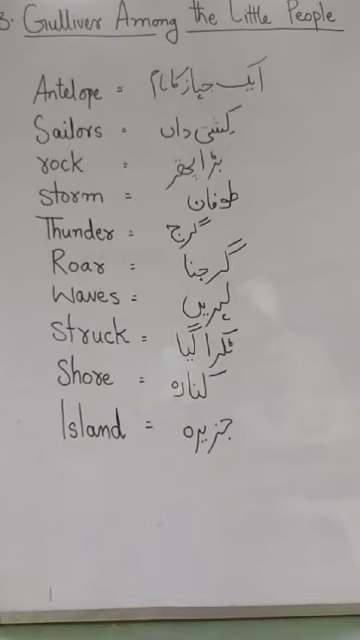 3. Gulliver Among the Little People
Antelope = ایک جہاز کا نام
Sailors = کشتی داں
rock = بڑا پتھر
Storm = طوفان
Thunder = گرج
Roar = گرجنا
Waves = لہریں
Struck = ٹکرا گیا
Shore = کنارہ
Island = جزیرہ